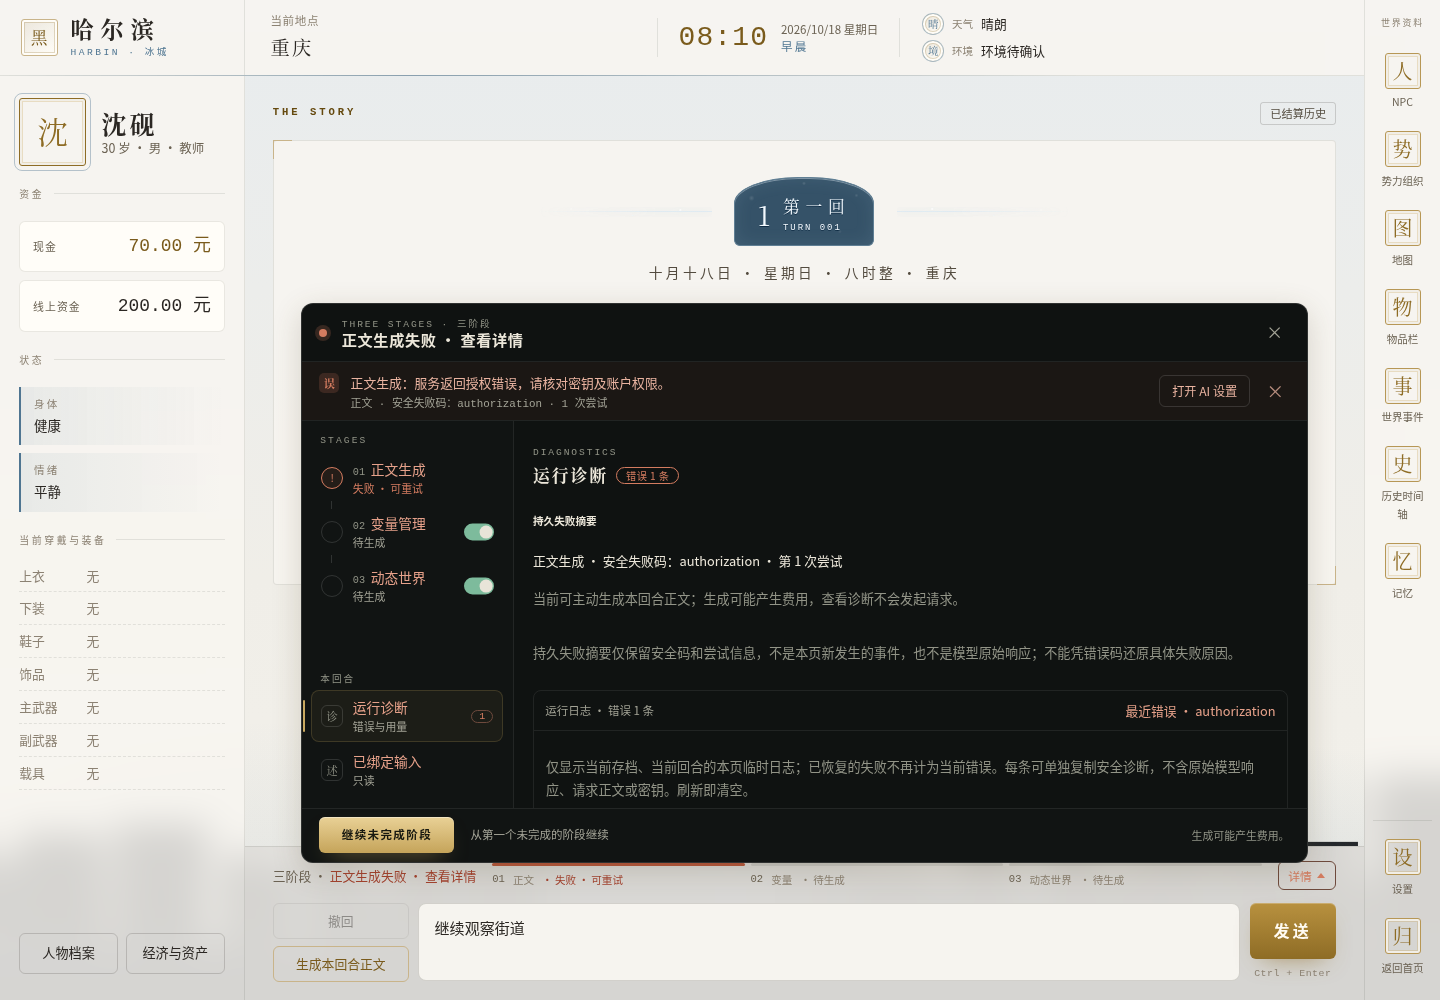 黑
哈尔滨
HARBIN · 冰城
当前地点
重庆
08:10
2026/10/18 星期日
早晨
晴 天气 晴朗
境 环境 环境待确认
沈
沈砚
30 岁 • 男 • 教师
资金
现金 70.00 元
线上资金 200.00 元
状态
身体
健康
情绪
平静
当前穿戴与装备
上衣 无
下装 无
鞋子 无
饰品 无
主武器 无
副武器 无
载具 无
人物档案
经济与资产
THE STORY
已结算历史
1
第一回
TURN 001
十月十八日 • 星期日 • 八时整 • 重庆
THREE STAGES · 三阶段
正文生成失败 • 查看详情
误
正文生成：服务返回授权错误，请核对密钥及账户权限。
正文 · 安全失败码：authorization · 1 次尝试
打开 AI 设置
STAGES
! 01 正文生成
失败 • 可重试
02 变量管理
待生成
03 动态世界
待生成
本回合
诊
运行诊断
错误与用量
1
述
已绑定输入
只读
DIAGNOSTICS
运行诊断 错误 1 条
持久失败摘要
正文生成 • 安全失败码：authorization • 第 1 次尝试
当前可主动生成本回合正文；生成可能产生费用，查看诊断不会发起请求。
持久失败摘要仅保留安全码和尝试信息，不是本页新发生的事件，也不是模型原始响应；不能凭错误码还原具体失败原因。
运行日志 • 错误 1 条
最近错误 • authorization
仅显示当前存档、当前回合的本页临时日志；已恢复的失败不再计为当前错误。每条可单独复制安全诊断，不含原始模型响
应、请求正文或密钥。刷新即清空。
继续未完成阶段
从第一个未完成的阶段继续
生成可能产生费用。
三阶段 • 正文生成失败 • 查看详情
01 正文 • 失败 • 可重试
02 变量 • 待生成
03 动态世界 • 待生成
详情
撤回
生成本回合正文
继续观察街道
发送
Ctrl + Enter
世界资料
人
NPC
势
势力组织
图
地图
物
物品栏
事
世界事件
史
历史时间
轴
忆
记忆
设
设置
归
返回首页